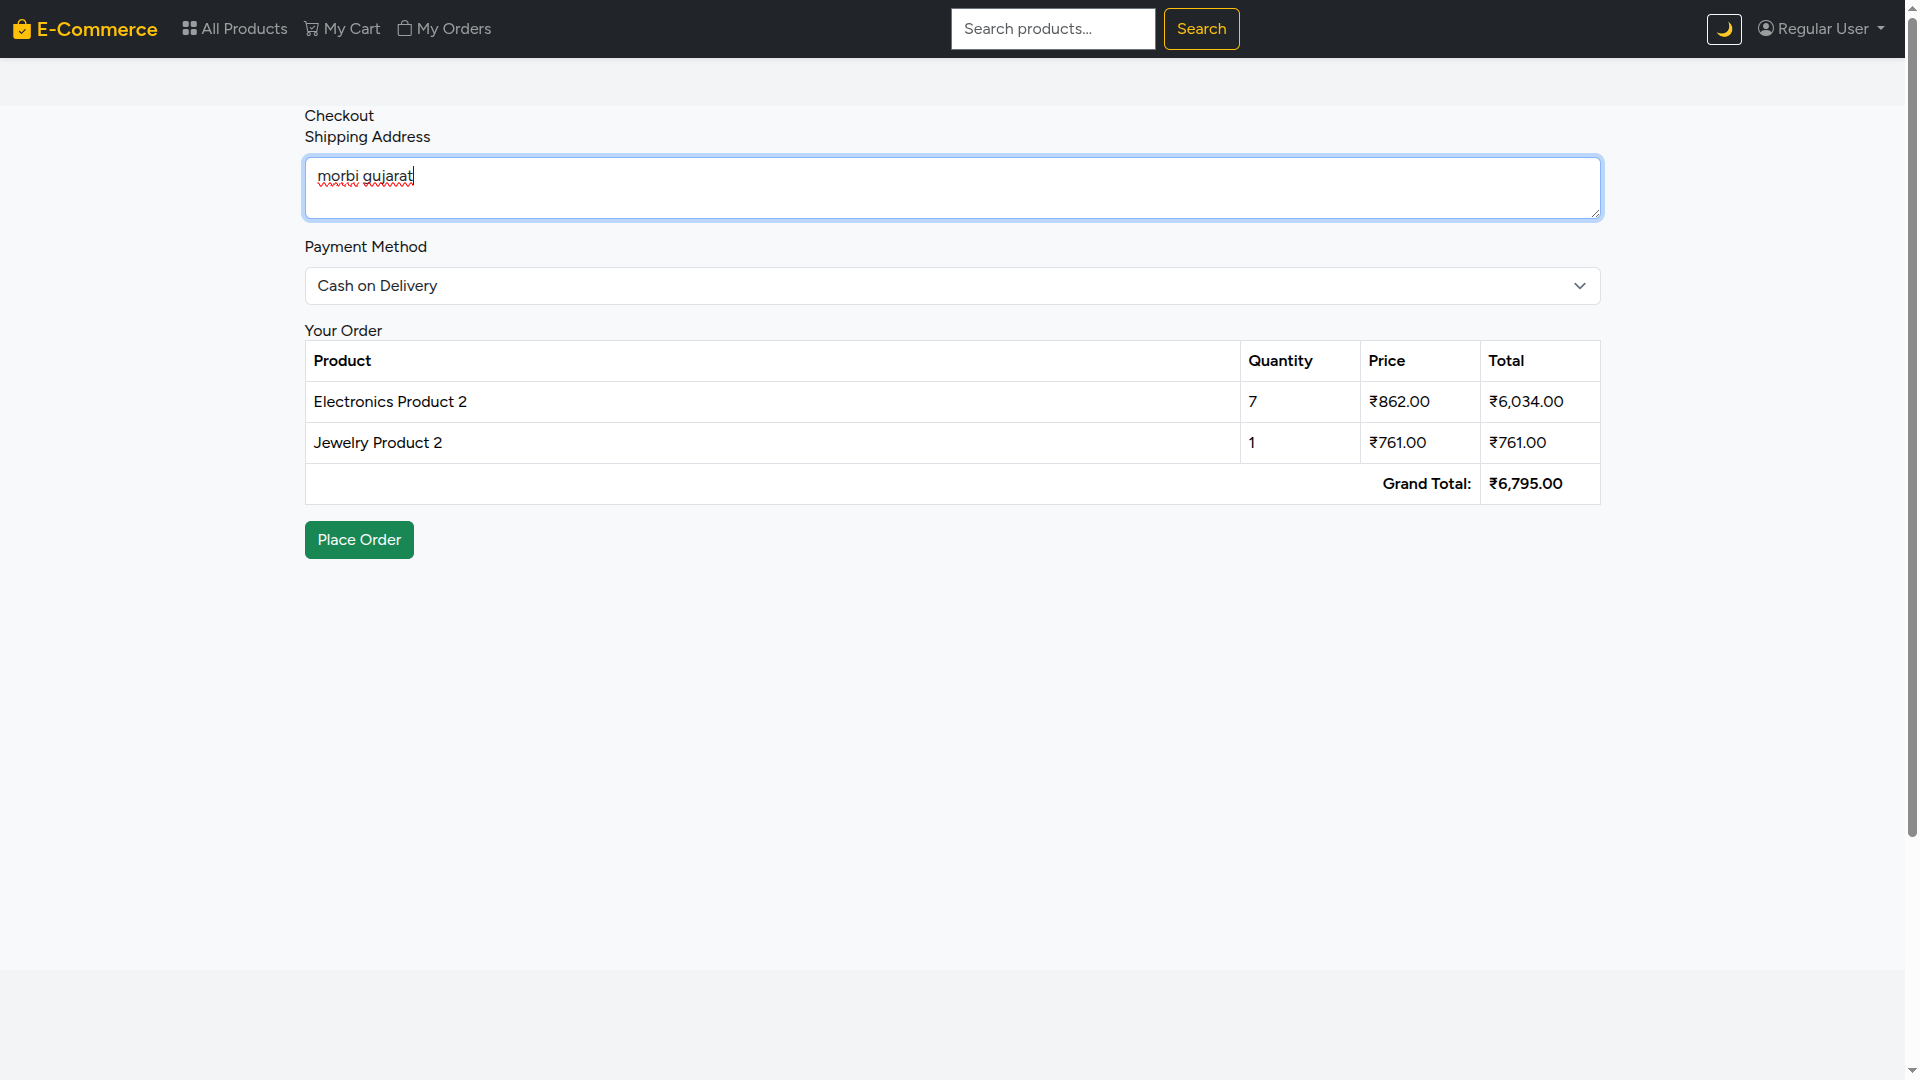 E-Commerce All Products My Cart My Orders Search products... Search Regular User
Checkout
Shipping Address
morbi gujarat
Payment Method
Cash on Delivery
Your Order
Product Quantity Price Total
Electronics Product 2 7 ₹862.00 ₹6,034.00
Jewelry Product 2 1 ₹761.00 ₹761.00
Grand Total: ₹6,795.00
Place Order